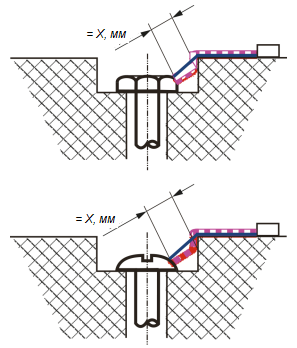 = X, мм
= X, мм